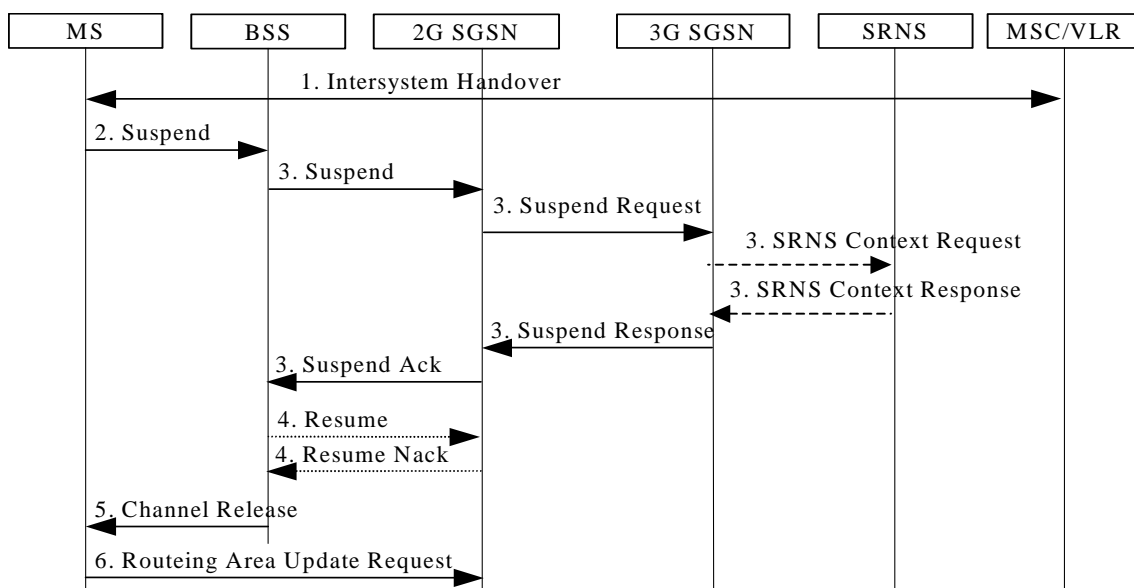 MS
BSS
2G SGSN
3G SGSN
SRNS
MSC/VLR
1. Intersystem Handover
2. Suspend
3. Suspend
3. Suspend Request
3. SRNS Context Request
3. SRNS Context Response
3. Suspend Response
3. Suspend Ack
4. Resume
4. Resume Nack
5. Channel Release
6. Routeing Area Update Request